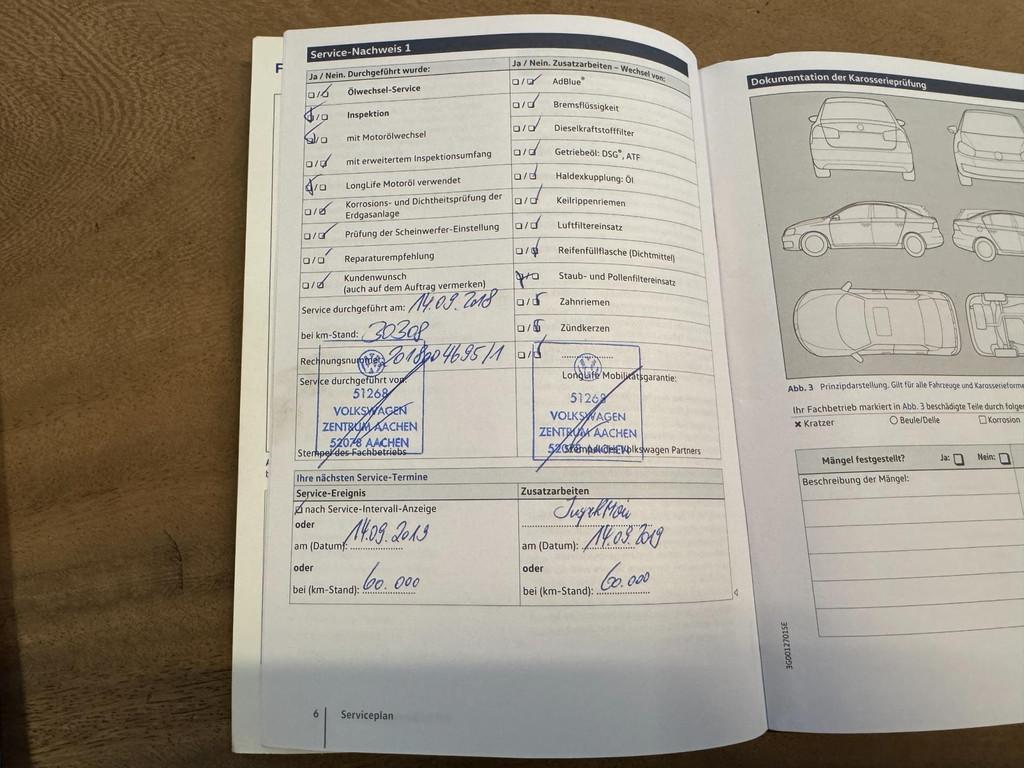 Service-Nachweis 1
Ja / Nein. Durchgeführt wurde:
Ölwechsel-Service
Inspektion
mit Motorölwechsel
mit erweitertem Inspektionsumfang
LongLife Motoröl verwendet
Korrosions- und Dichtheitsprüfung der
Erdgasanlage
Prüfung der Scheinwerfer-Einstellung
Reparaturempfehlung
Kundenwunsch
(auch auf dem Auftrag vermerken)
Service durchgeführt am: 14.09.2018
bei km-Stand: 30308
Rechnungsnummer
Service durchgeführt von:
51268
VOLKSWAGEN
ZENTRUM AACHEN
52078 AACHEN
Stempel des Fachbetriebs
Ja / Nein. Zusatzarbeiten – Wechsel von:
AdBlue®
Bremsflüssigkeit
Dieselkraftstofffilter
Getriebeöl: DSG®, ATF
Haldexkupplung: Öl
Keilrippenriemen
Luftfiltereinsatz
Reifenfüllflasche (Dichtmittel)
Staub- und Pollenfiltereinsatz
Zahnriemen
Zündkerzen
LongLife Mobilitätsgarantie:
51268
VOLKSWAGEN
ZENTRUM AACHEN
52078 AACHEN
Volkswagen Partners
Ihre nächsten Service-Termine
Service-Ereignis
nach Service-Intervall-Anzeige
oder
am (Datum): 14.09.2019
oder
bei (km-Stand): 60.000
Zusatzarbeiten
am (Datum): 14.09.2019
oder
bei (km-Stand): 60.000
6 Serviceplan
Dokumentation der Karosserieprüfung
Abb. 3 Prinzipdarstellung. Gilt für alle Fahrzeuge und
Ihr Fachbetrieb markiert in Abb. 3 beschädigte Teile durch
✖ Kratzer ○ Beule/Delle □ Korrosion
Mängel festgestellt? Ja: Nein:
Beschreibung der Mängel:
3G0012701SE